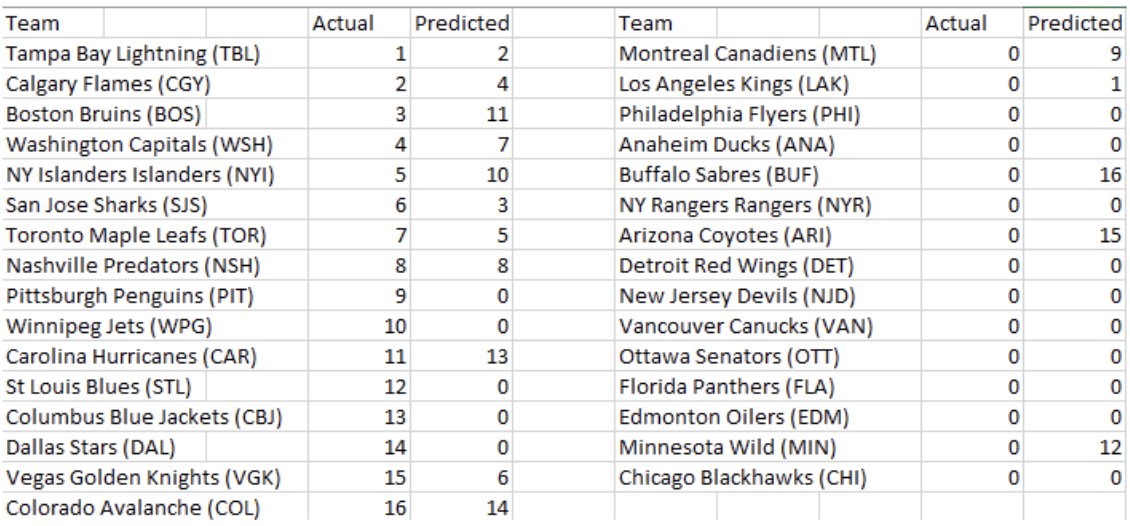 Team Actual Predicted Team Actual Predicted
Tampa Bay Lightning (TBL) 1 2 Montreal Canadiens (MTL) 0 9
Calgary Flames (CGY) 2 4 Los Angeles Kings (LAK) 0 1
Boston Bruins (BOS) 3 11 Philadelphia Flyers (PHI) 0 0
Washington Capitals (WSH) 4 7 Anaheim Ducks (ANA) 0 0
NY Islanders Islanders (NYI) 5 10 Buffalo Sabres (BUF) 0 16
San Jose Sharks (SJS) 6 3 NY Rangers Rangers (NYR) 0 0
Toronto Maple Leafs (TOR) 7 5 Arizona Coyotes (ARI) 0 15
Nashville Predators (NSH) 8 8 Detroit Red Wings (DET) 0 0
Pittsburgh Penguins (PIT) 9 0 New Jersey Devils (NJD) 0 0
Winnipeg Jets (WPG) 10 0 Vancouver Canucks (VAN) 0 0
Carolina Hurricanes (CAR) 11 13 Ottawa Senators (OTT) 0 0
St Louis Blues (STL) 12 0 Florida Panthers (FLA) 0 0
Columbus Blue Jackets (CBJ) 13 0 Edmonton Oilers (EDM) 0 0
Dallas Stars (DAL) 14 0 Minnesota Wild (MIN) 0 12
Vegas Golden Knights (VGK) 15 6 Chicago Blackhawks (CHI) 0 0
Colorado Avalanche (COL) 16 14